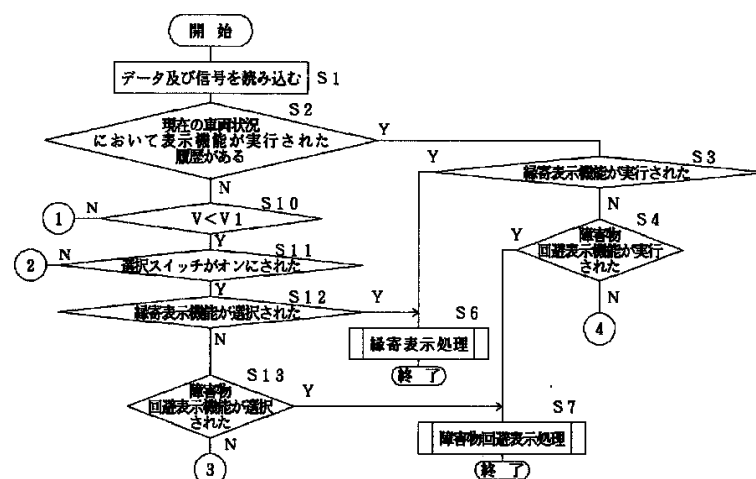 開始
データ及び信号を読み込む S1
S2
現在の車両状況
において表示機能が実行された
履歴がある
Y
N
S3
縁寄表示機能が実行された
Y
N
S10
V<V1
N
①
Y
S4
障害物
回避表示機能が実行
された
Y
N
④
S11
選択スイッチがオンにされた
N
②
Y
S12
縁寄表示機能が選択された
Y
N
S6
縁寄表示処理
終了
S13
障害物
回避表示機能が選択
された
Y
N
③
S7
障害物回避表示処理
終了